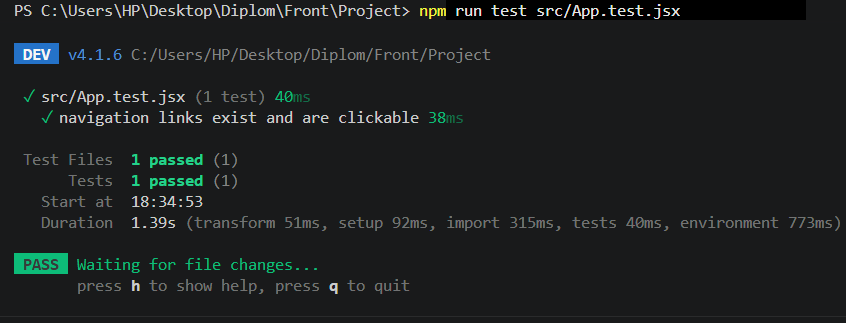 PS C:\Users\HP\Desktop\Diplom\Front\Project> npm run test src/App.test.jsx
DEV v4.1.6 C:/Users/HP/Desktop/Diplom/Front/Project
✓ src/App.test.jsx (1 test) 40ms
✓ navigation links exist and are clickable 38ms
Test Files 1 passed (1)
Tests 1 passed (1)
Start at 18:34:53
Duration 1.39s (transform 51ms, setup 92ms, import 315ms, tests 40ms, environment 773ms)
PASS Waiting for file changes...
press h to show help, press q to quit